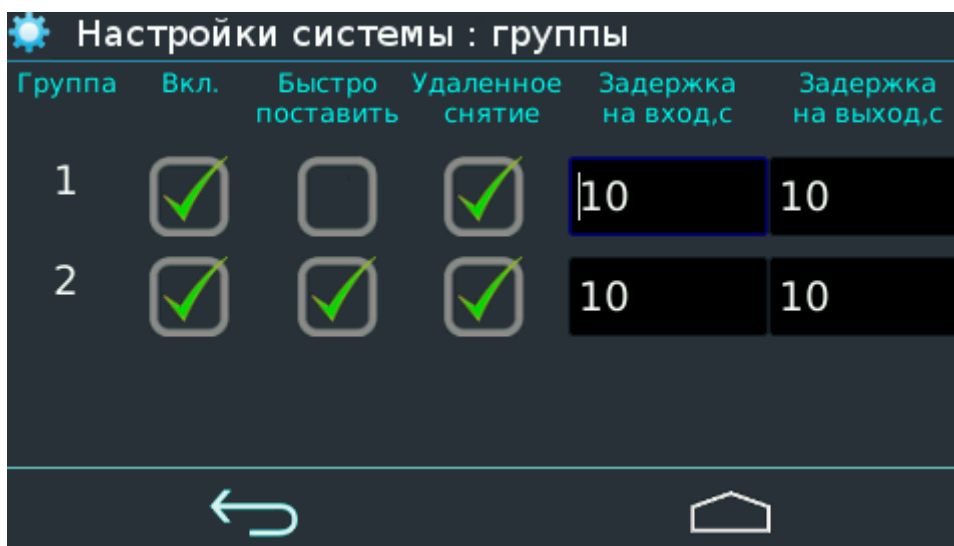 Настройки системы : группы
Группа Вкл. Быстро Удаленное Задержка Задержка
поставить снятие на вход,с на выход,с
1 10 10
2 10 10